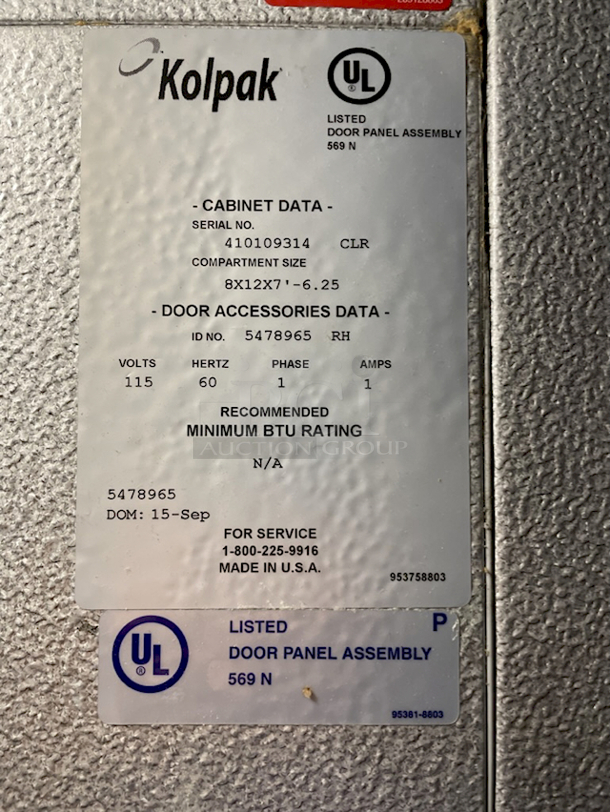 Kolpak
UL
®
LISTED
DOOR PANEL ASSEMBLY
569 N
- CABINET DATA -
SERIAL NO.
410109314 CLR
COMPARTMENT SIZE
8X12X7'-6.25
- DOOR ACCESSORIES DATA -
ID NO. 5478965 RH
VOLTS HERTZ PHASE AMPS
115 60 1 1
RECOMMENDED
MINIMUM BTU RATING
AUCTION GROUP
N/A
5478965
DOM: 15-Sep
FOR SERVICE
1-800-225-9916
MADE IN U.S.A.
953758803
UL
®
LISTED P
DOOR PANEL ASSEMBLY
569 N
95381-8803